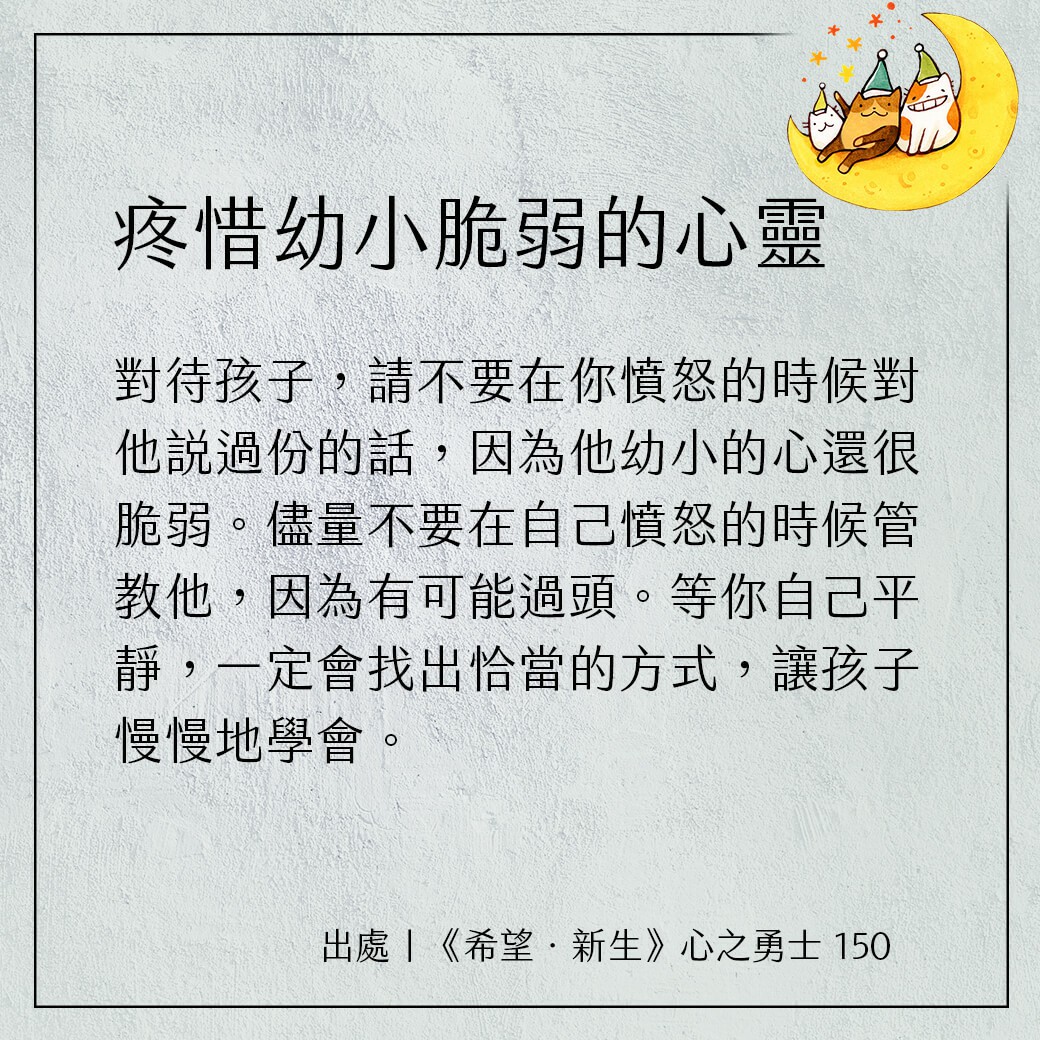 疼惜幼小脆弱的心靈
對待孩子，請不要在你憤怒的時候對
他説過份的話，因為他幼小的心還很
脆弱。儘量不要在自己憤怒的時候管
教他，因為有可能過頭。等你自己平
靜，一定會找出恰當的方式，讓孩子
慢慢地學會。
出處｜《希望．新生》心之勇士 150